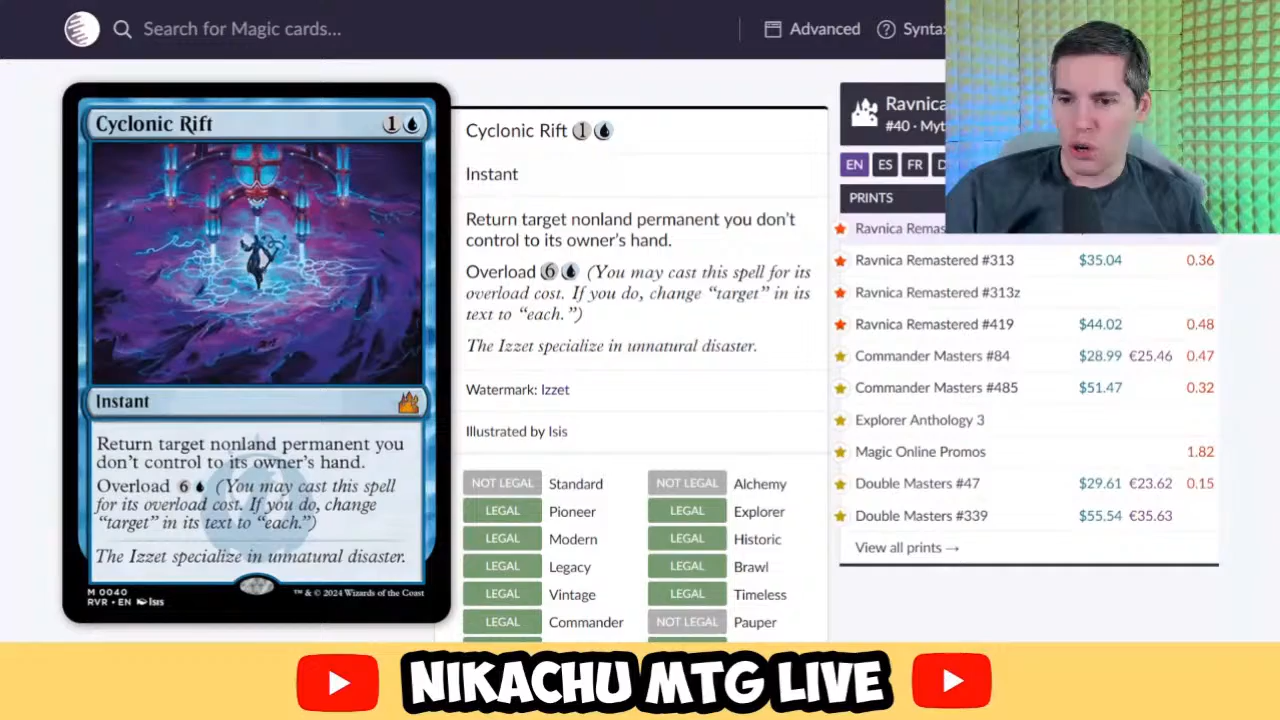 Search for Magic cards...
Advanced
Cyclonic Rift 1
Instant
Return target nonland permanent you
don't control to its owner's hand.
Overload 6 (You may cast this spell
for its overload cost. If you do, change
"target" in its text to "each.")
The Izzet specialize in unnatural disaster.
M 0040
RVR • EN Isis
™ & © 2024 Wizards of the Coast
Cyclonic Rift 1
Instant
Return target nonland permanent you don't
control to its owner's hand.
Overload 6 (You may cast this spell for its
overload cost. If you do, change "target" in its
text to "each.")
The Izzet specialize in unnatural disaster.
Watermark: Izzet
Illustrated by Isis
NOT LEGAL Standard NOT LEGAL Alchemy
LEGAL Pioneer LEGAL Explorer
LEGAL Modern LEGAL Historic
LEGAL Legacy LEGAL Brawl
LEGAL Vintage LEGAL Timeless
LEGAL Commander NOT LEGAL Pauper
Ravnica
#40 · Myt
EN ES FR D
PRINTS
Ravnica Remas
Ravnica Remastered #313 $35.04 0.36
Ravnica Remastered #313z
Ravnica Remastered #419 $44.02 0.48
Commander Masters #84 $28.99 €25.46 0.47
Commander Masters #485 $51.47 0.32
Explorer Anthology 3
Magic Online Promos 1.82
Double Masters #47 $29.61 €23.62 0.15
Double Masters #339 $55.54 €35.63
View all prints →
NIKACHU MTG LIVE